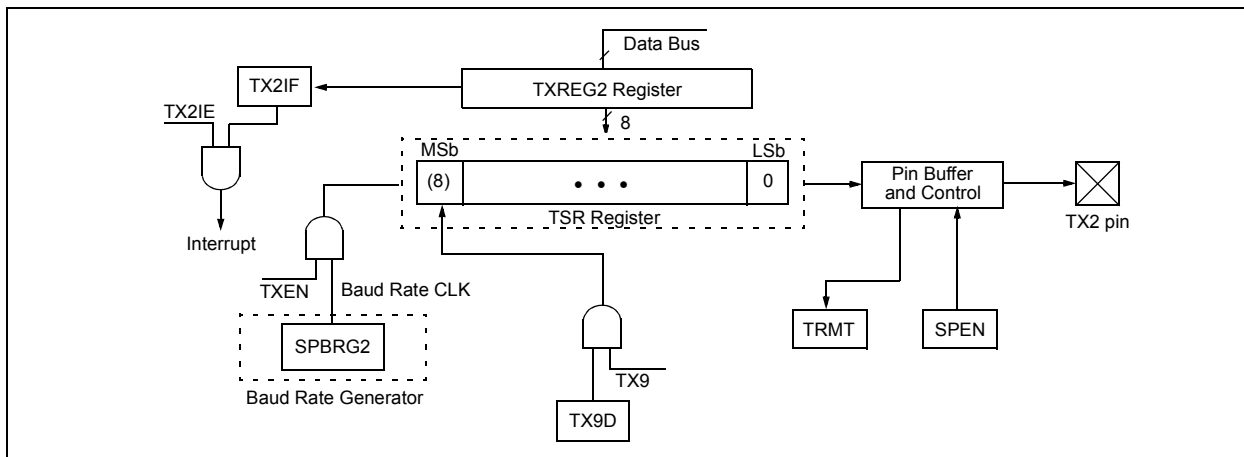 Data Bus
TX2IF
TXREG2 Register
TX2IE
8
MSb
LSb
(8)
• • •
0
Pin Buffer
and Control
TSR Register
TX2 pin
Interrupt
TXEN
Baud Rate CLK
TRMT
SPEN
SPBRG2
TX9
Baud Rate Generator
TX9D